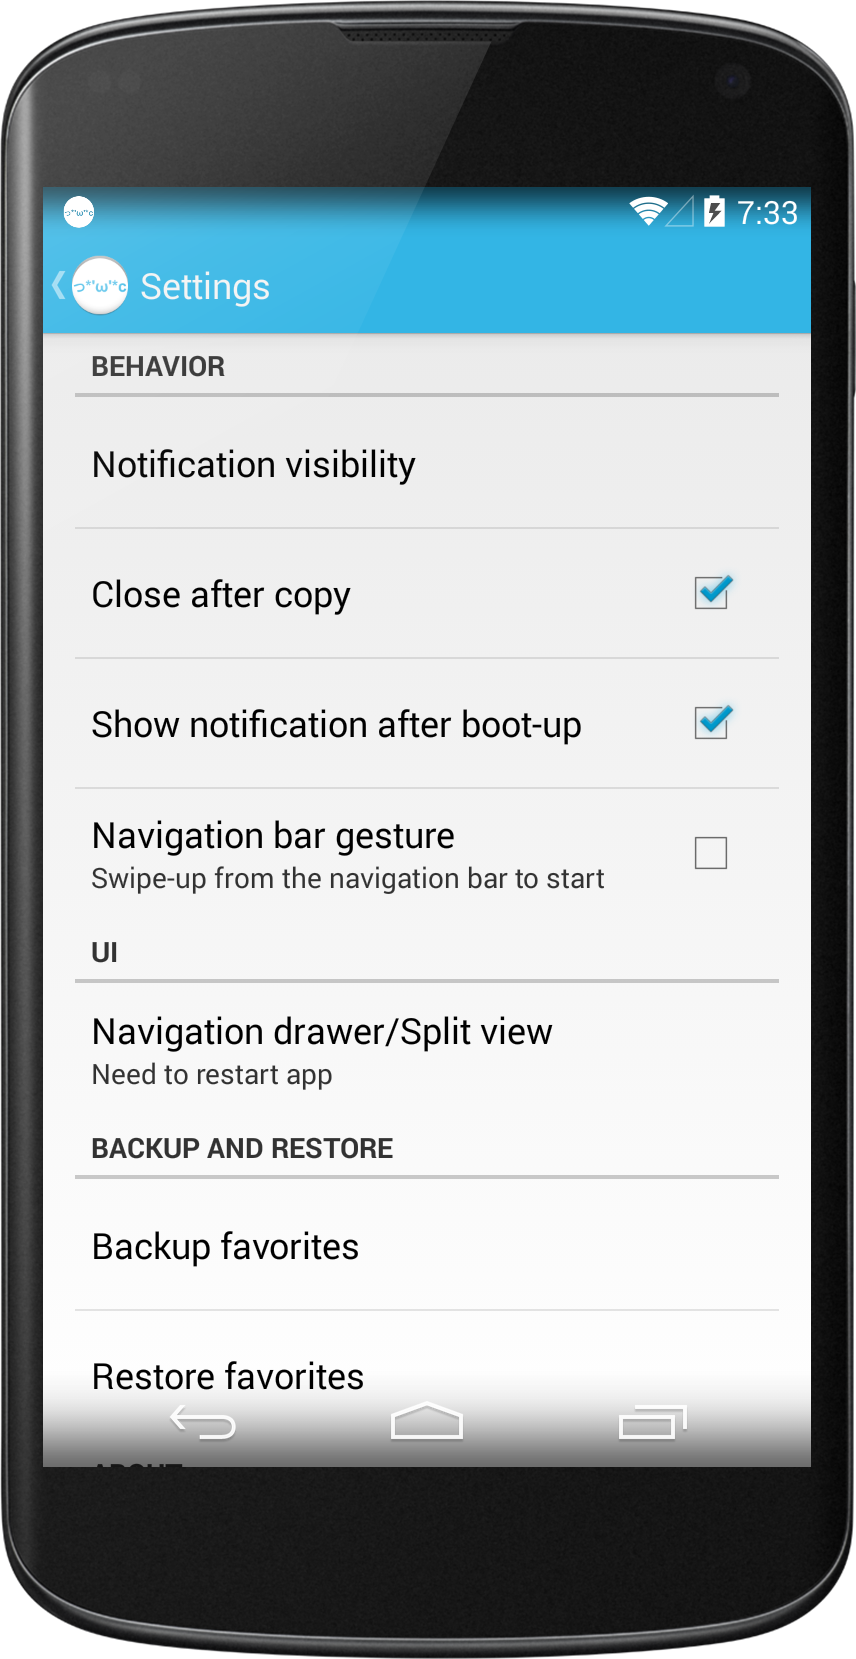 7:33
っ*'ω'*c Settings
BEHAVIOR
Notification visibility
Close after copy
Show notification after boot-up
Navigation bar gesture
Swipe-up from the navigation bar to start
UI
Navigation drawer/Split view
Need to restart app
BACKUP AND RESTORE
Backup favorites
Restore favorites
ABOUT